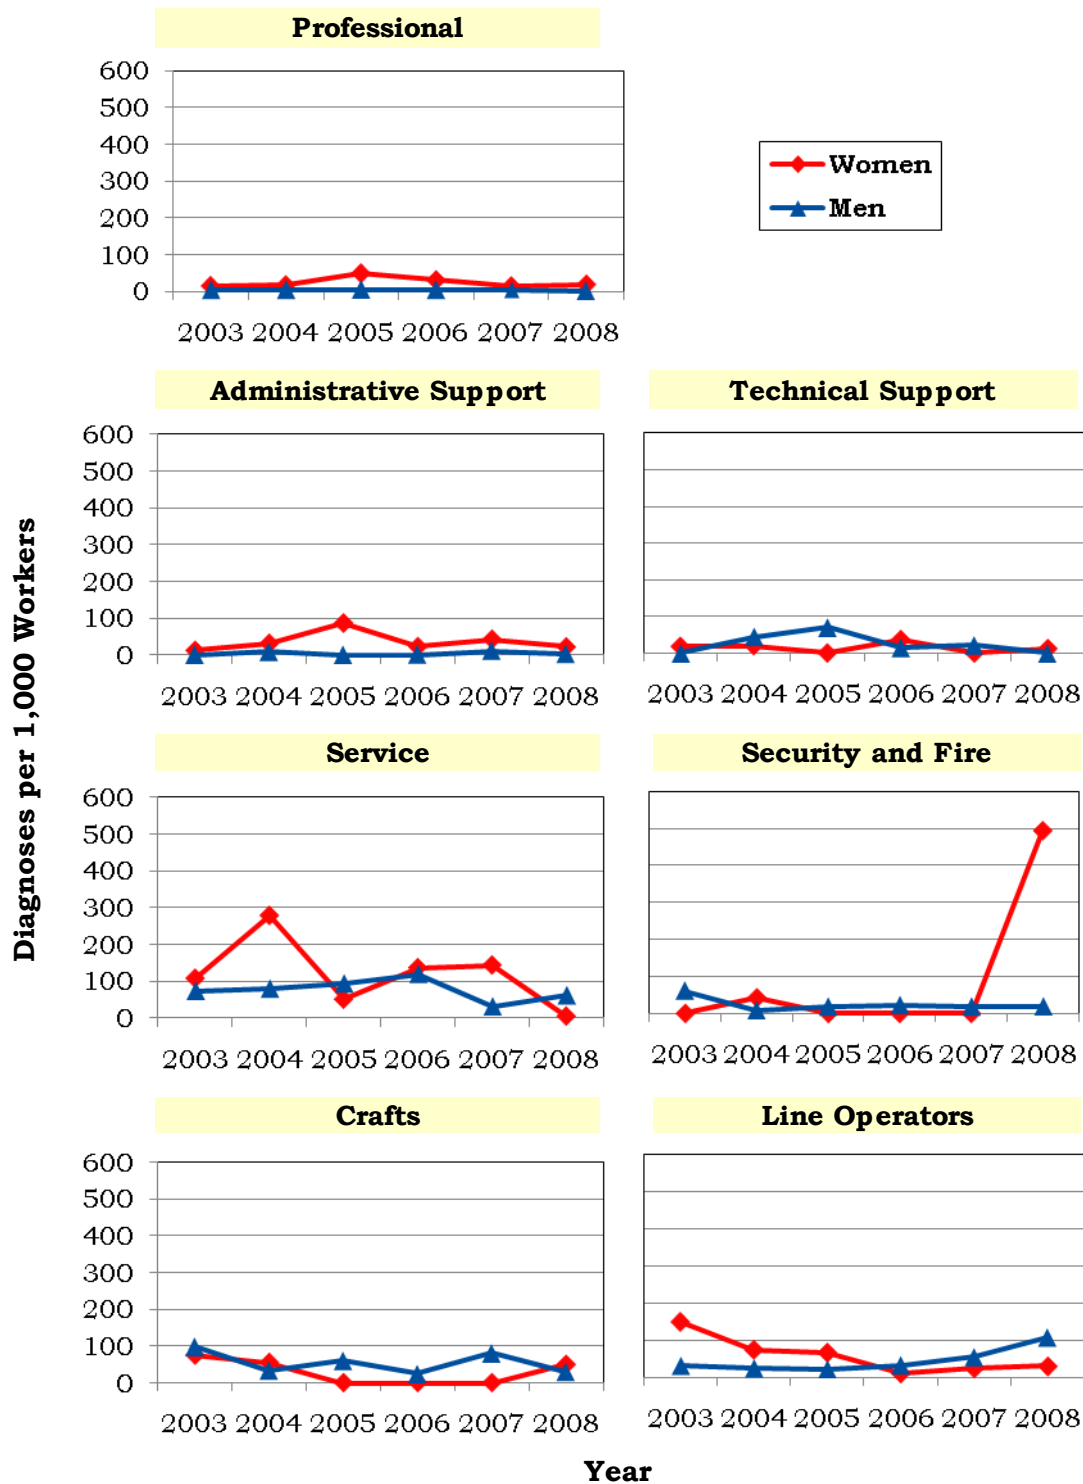 Professional
600
500
400
300
200
100
0
2003 2004 2005 2006 2007 2008
Women
Men
Diagnoses per 1,000 Workers
Administrative Support
600
500
400
300
200
100
0
2003 2004 2005 2006 2007 2008
Technical Support
2003 2004 2005 2006 2007 2008
Service
600
500
400
300
200
100
0
2003 2004 2005 2006 2007 2008
Security and Fire
2003 2004 2005 2006 2007 2008
Crafts
600
500
400
300
200
100
0
2003 2004 2005 2006 2007 2008
Line Operators
2003 2004 2005 2006 2007 2008
Year